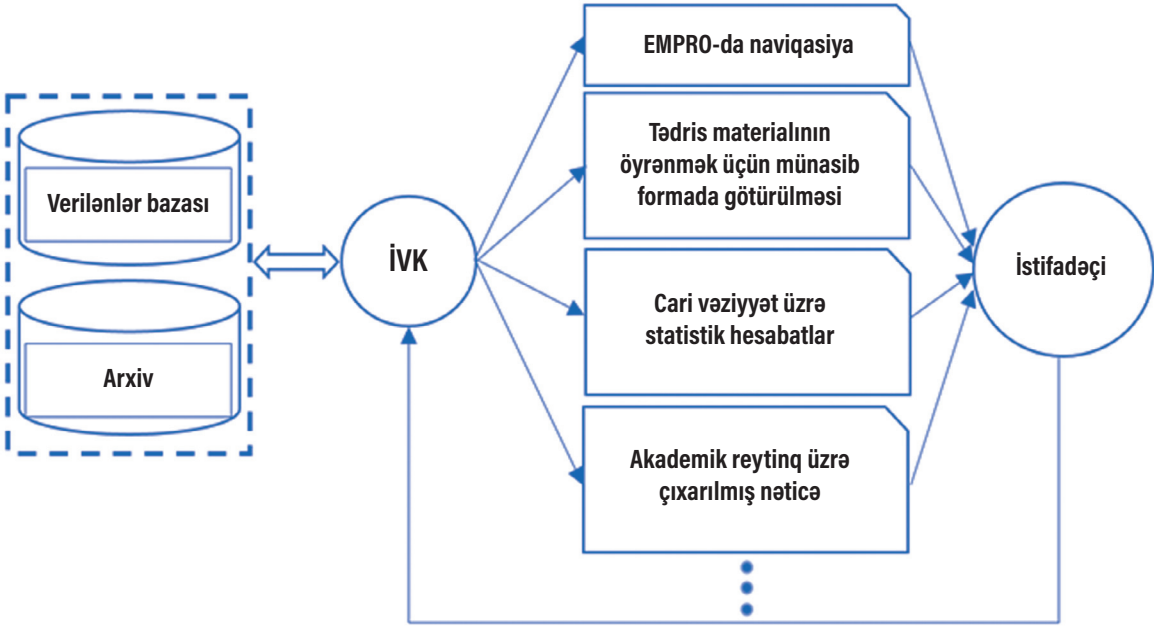 EMPRO-da naviqasiya
Tədris materialının
öyrənmək üçün münasib
formada götürülməsi
Verilənlər bazası
İVK
İstifadəçi
Cari vəziyyət üzrə
statistik hesabatlar
Arxiv
Akademik reytinq üzrə
çıxarılmış nəticə